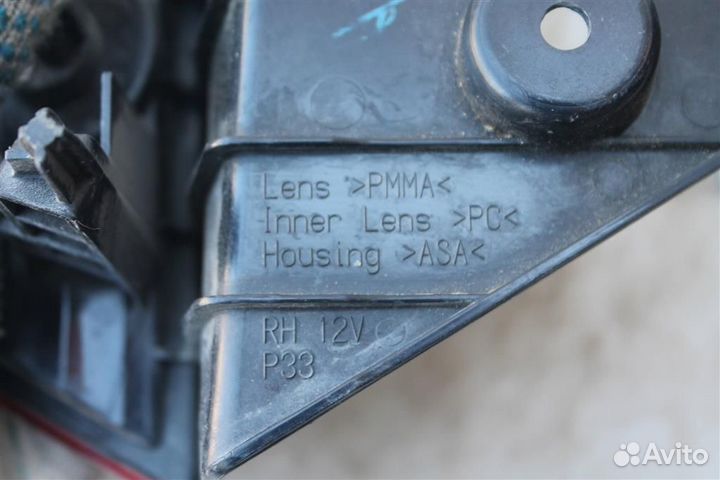 Lens >PMMA<
Inner Lens >PC<
Housing >ASA<
RH 12V
P33
Avito